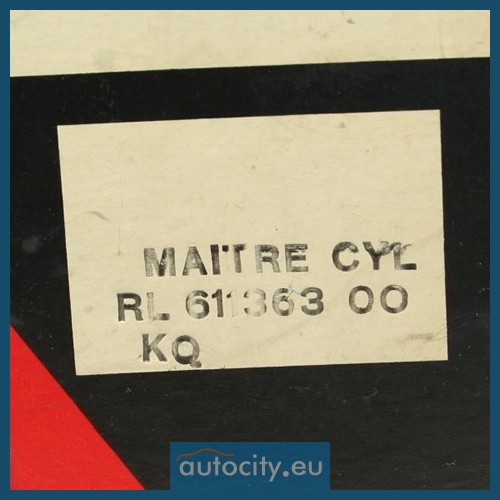 MAITRE CYL
RL 611363 00
KQ
autocity.eu